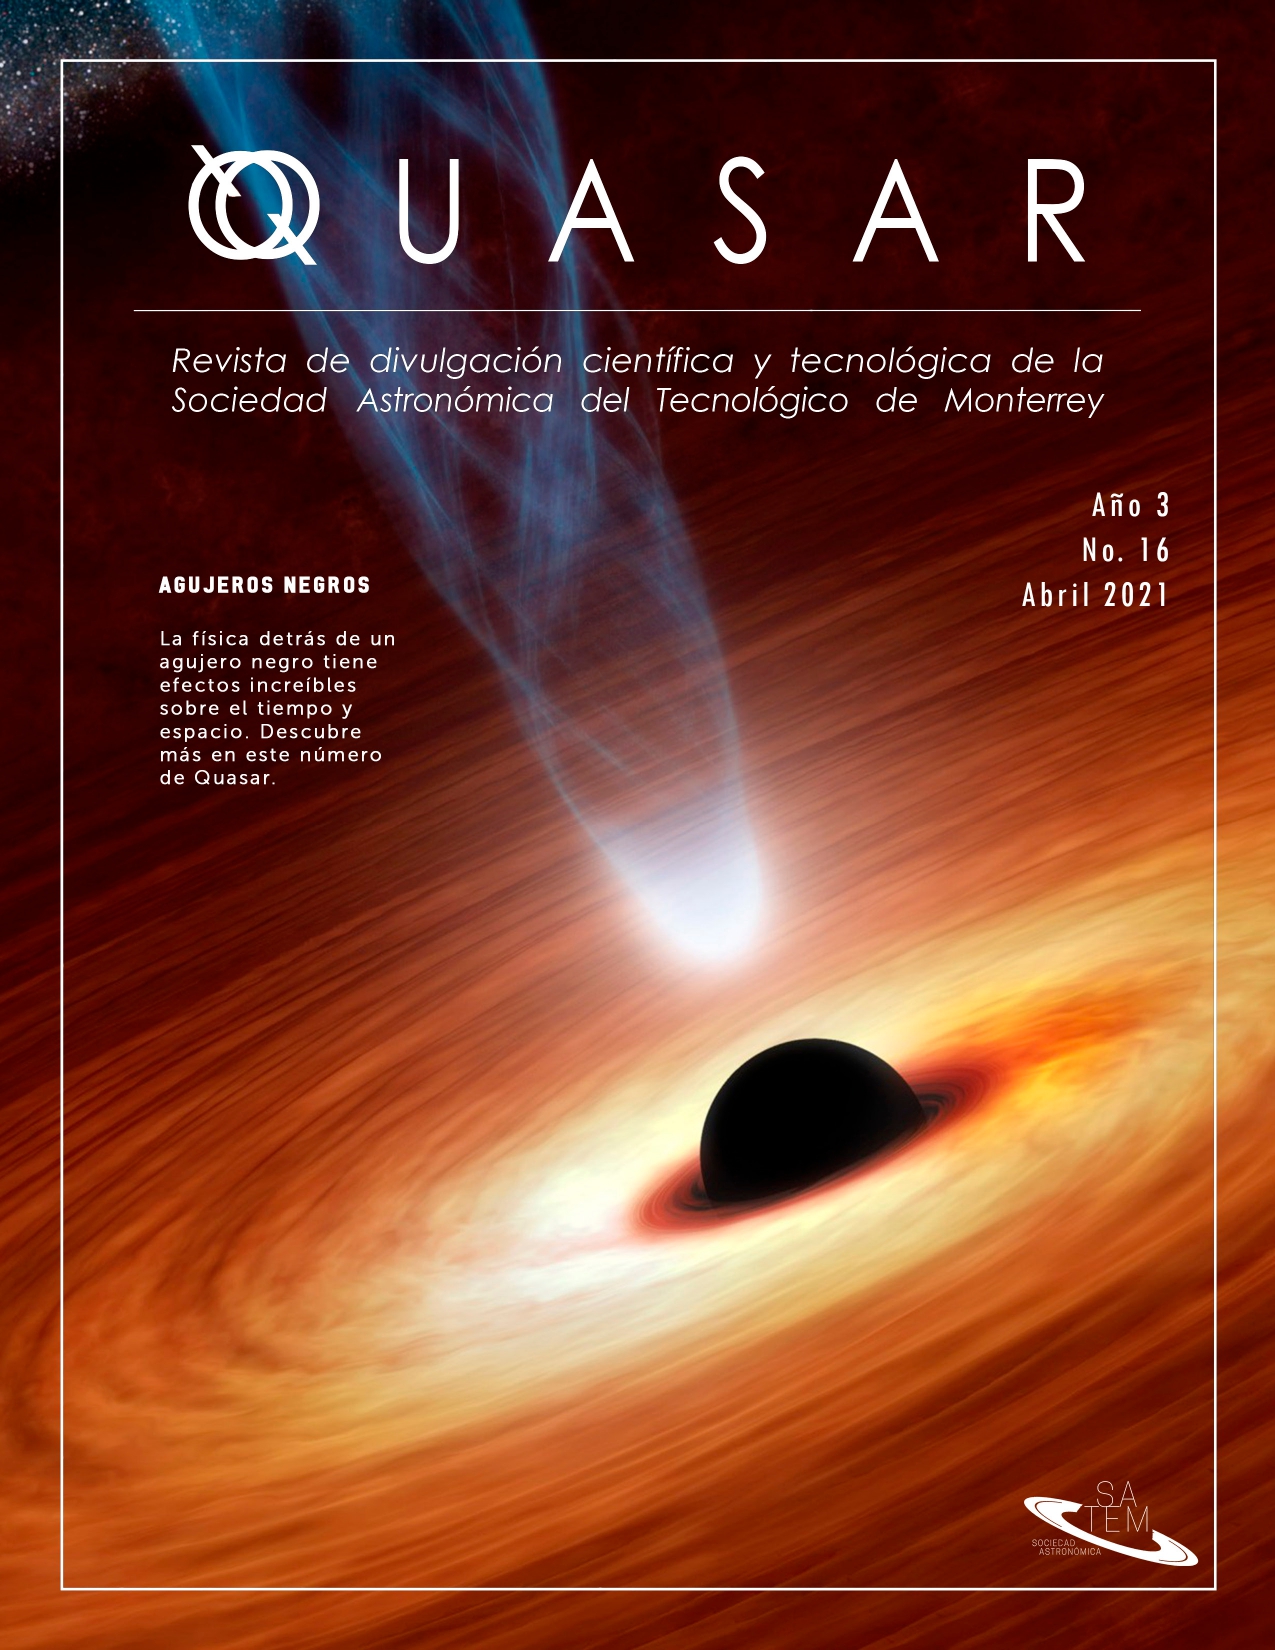 QUASAR
Revista de divulgación científica y tecnológica de la
Sociedad Astronómica del Tecnológico de Monterrey
Año 3
No. 16
Abril 2021
AGUJEROS NEGROS
La física detrás de un
agujero negro tiene
efectos increíbles
sobre el tiempo y
espacio. Descubre
más en este número
de Quasar.
SA
TEM
SOCIEDAD
ASTRONÓMICA